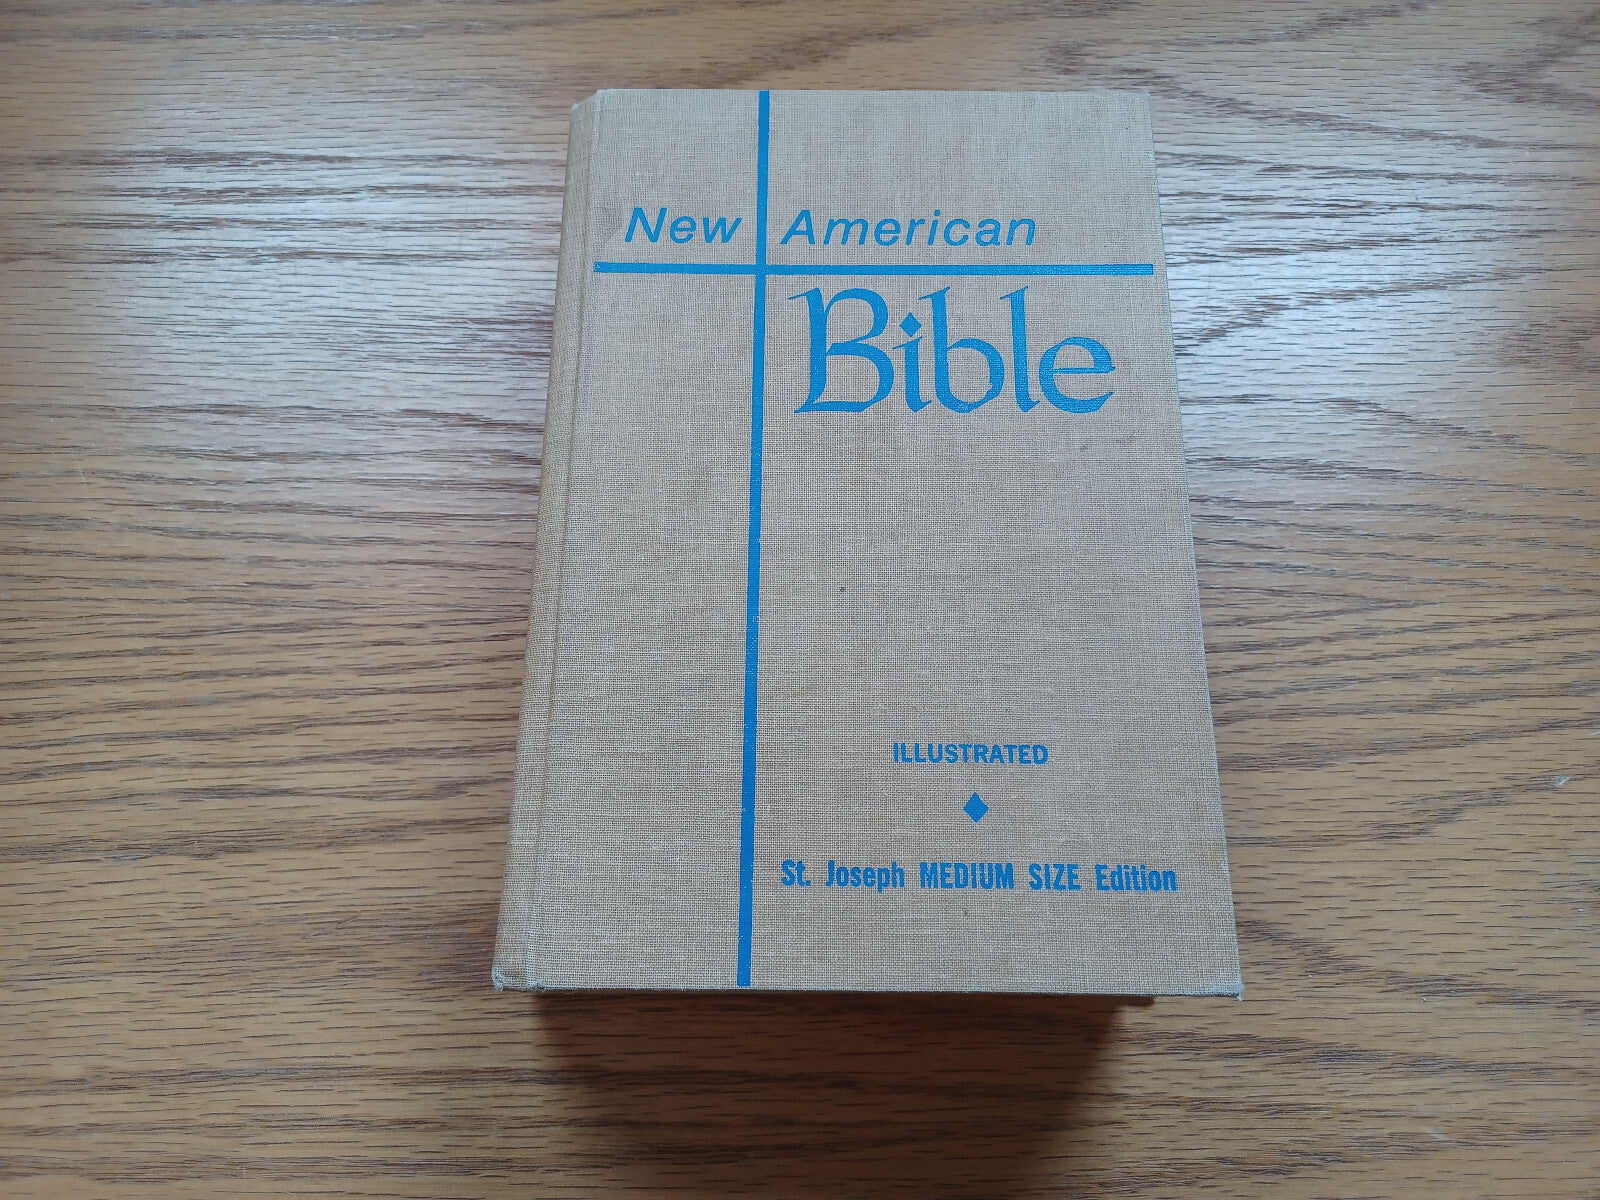 New American
Bible
ILLUSTRATED
St. Joseph MEDIUM SIZE Edition